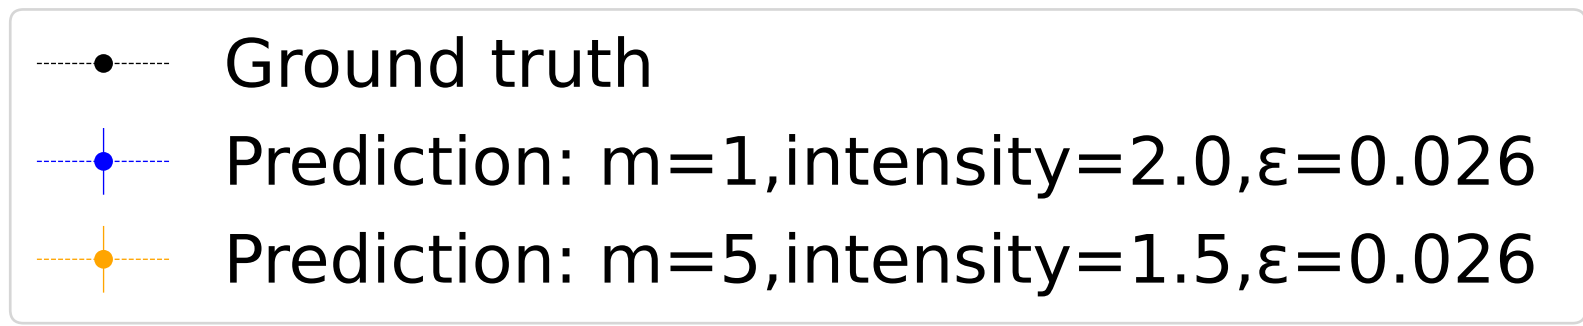 Ground truth
Prediction: m=1,intensity=2.0,ε=0.026
Prediction: m=5,intensity=1.5,ε=0.026